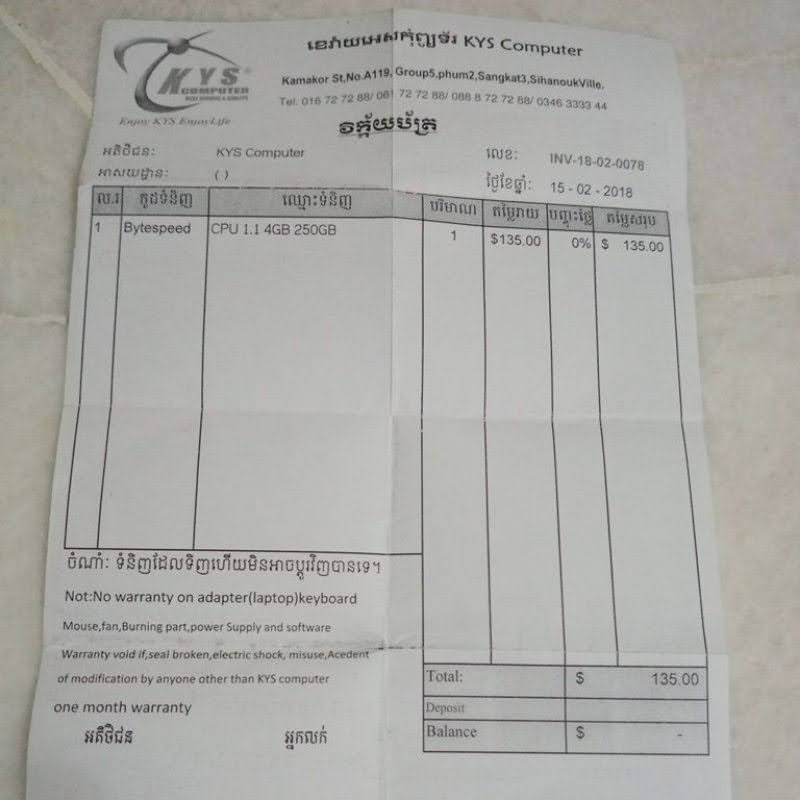 KYS
COMPUTER
Enjoy KYS EnjoyLife
ខេវ៉ាយអេសកុំព្យូទ័រ KYS Computer
Kamakor St,No.A119, Group5,phum2,Sangkat3,SihanoukVille,
Tel. 016 72 72 88/ 061 72 72 88/ 088 8 72 72 88/ 0346 3333 44
វិក្ក័យប័ត្រ
អតិថិជន: KYS Computer
លេខ: INV-18-02-0078
អាសយដ្ឋាន: ( )
ថ្ងៃខែឆ្នាំ: 15 - 02 - 2018
ល.រ កូដទំនិញ ឈ្មោះទំនិញ បរិមាណ តម្លៃរាយ បញ្ចុះថ្លៃ តម្លៃសរុប
1 Bytespeed CPU 1.1 4GB 250GB 1 $135.00 0% $ 135.00
ចំណាំ: ទំនិញដែលទិញហើយមិនអាចប្តូរវិញបានទេ។
Not:No warranty on adapter(laptop)keyboard
Mouse,fan,Burning part,power Supply and software
Warranty void if,seal broken,electric shock, misuse,Acedent
of modification by anyone other than KYS computer
one month warranty
Total: $ 135.00
Deposit
Balance $ -
អតិថិជន អ្នកលក់